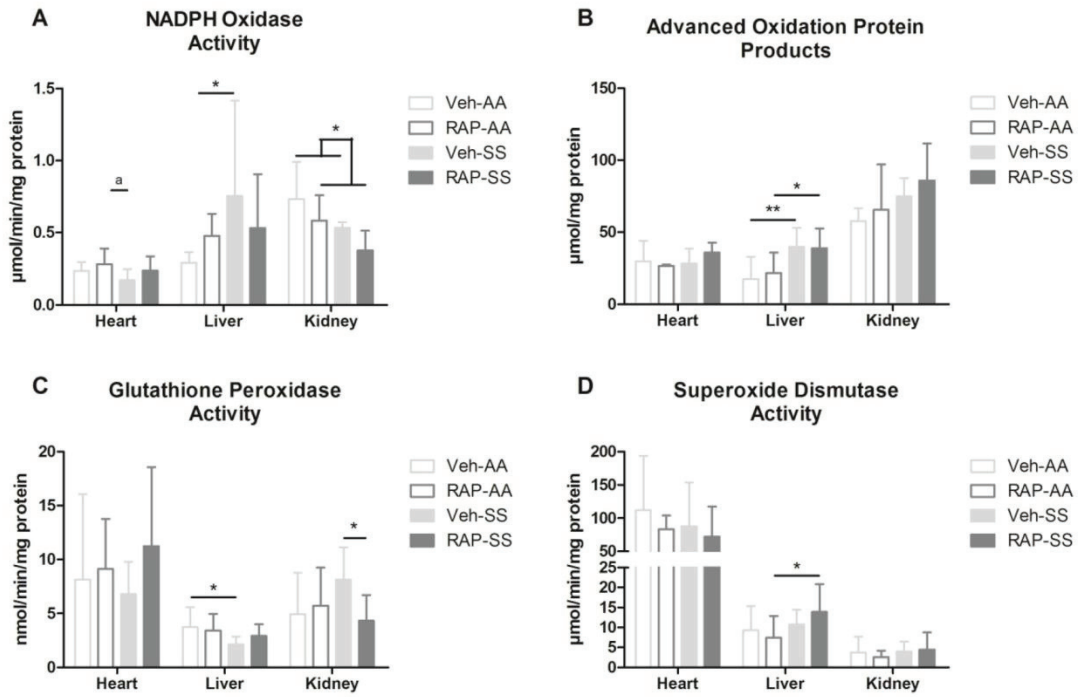 A
NADPH Oxidase
Activity
μmol/min/mg protein
1.5
1.0
0.5
0.0
a
*
*
Heart
Liver
Kidney
Veh-AA
RAP-AA
Veh-SS
RAP-SS
B
Advanced Oxidation Protein
Products
μmol/mg protein
150
100
50
0
**
*
Heart
Liver
Kidney
Veh-AA
RAP-AA
Veh-SS
RAP-SS
C
Glutathione Peroxidase
Activity
nmol/min/mg protein
20
15
10
5
0
*
*
Heart
Liver
Kidney
Veh-AA
RAP-AA
Veh-SS
RAP-SS
D
Superoxide Dismutase
Activity
μmol/min/mg protein
200
150
100
50
25
20
15
10
5
0
*
Heart
Liver
Kidney
Veh-AA
RAP-AA
Veh-SS
RAP-SS